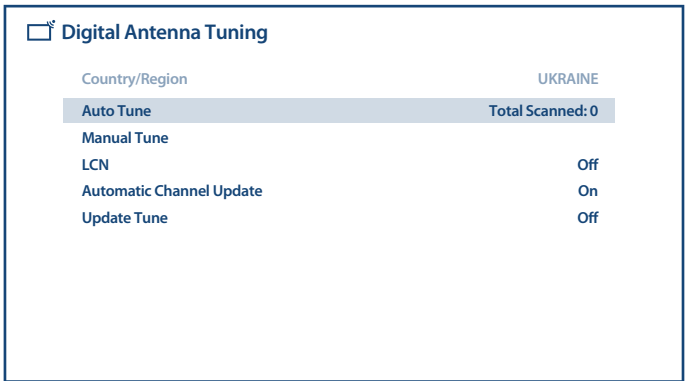 Digital Antenna Tuning
Country/Region UKRAINE
Auto Tune Total Scanned: 0
Manual Tune
LCN Off
Automatic Channel Update On
Update Tune Off